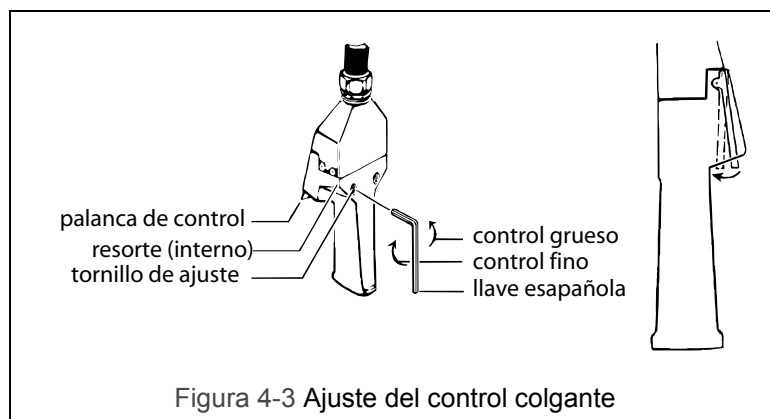 palanca de control
resorte (interno)
tornillo de ajuste
control grueso
control fino
llave esapañola
Figura 4-3 Ajuste del control colgante